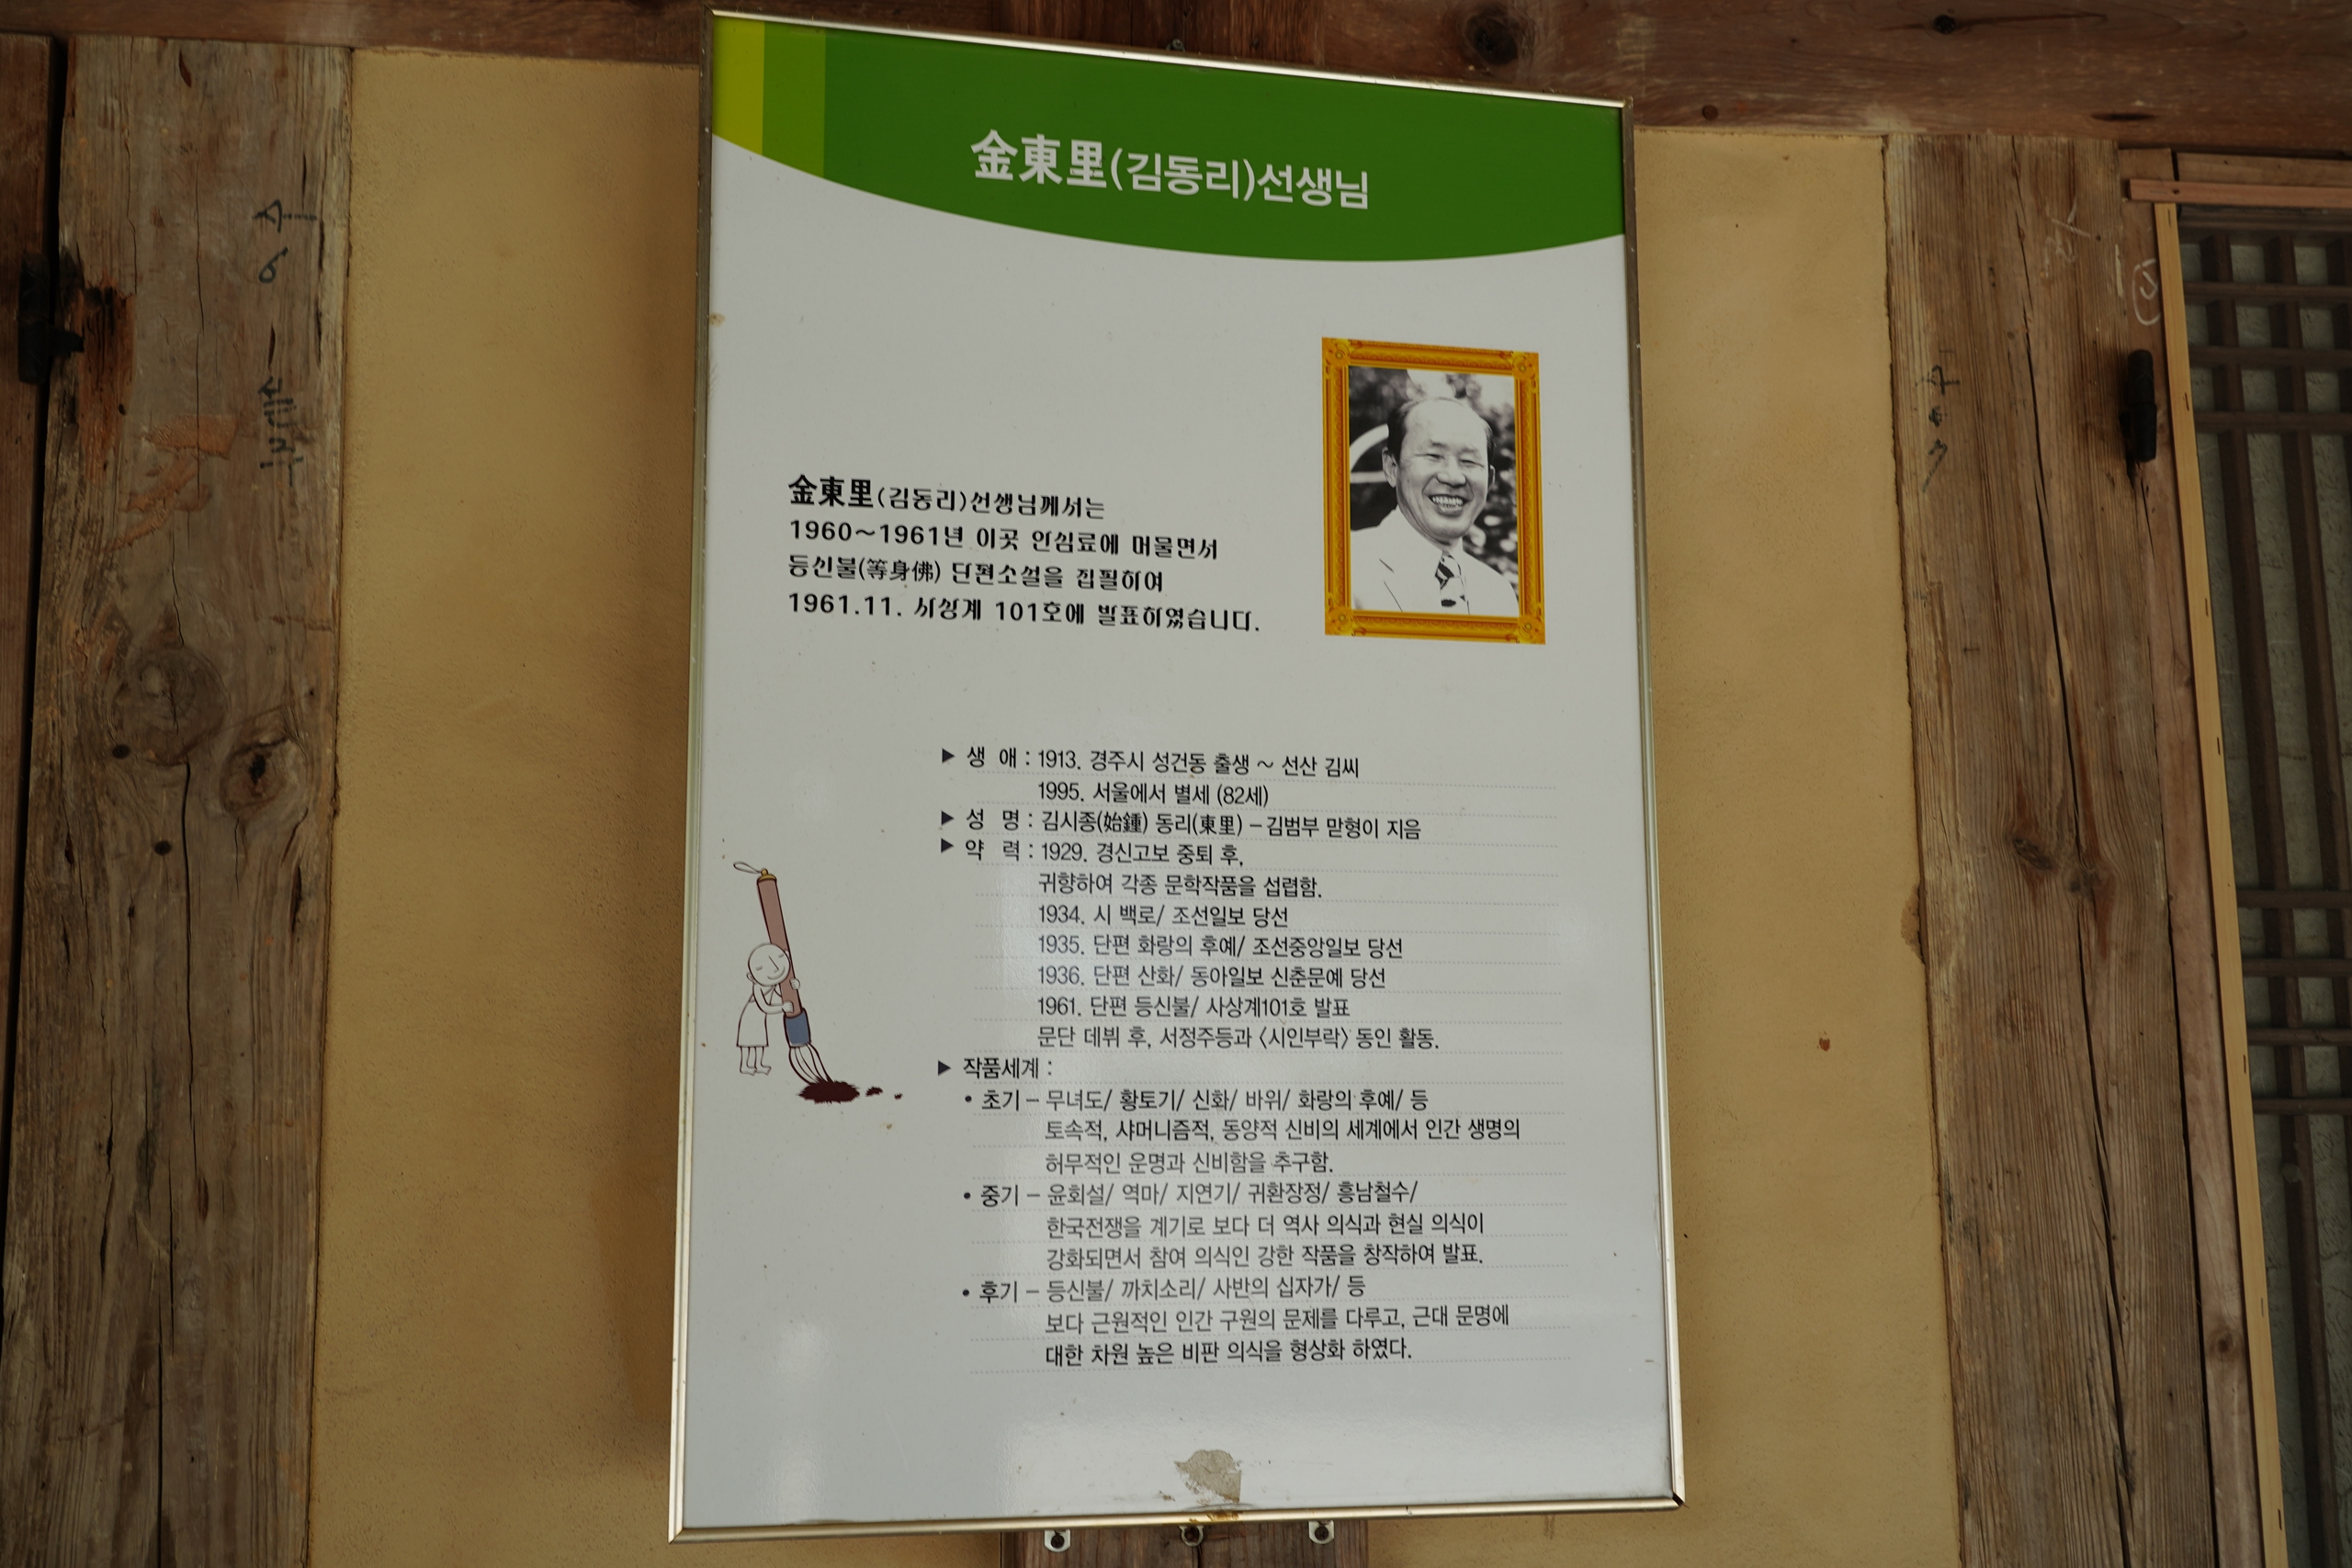 金東里(김동리)선생님
金東里(김동리)선생님께서는
1960~1961년 이곳 안심료에 머물면서
등신불(等身佛) 단편소설을 집필하여
1961.11. 사상계 101호에 발표하였습니다.
▶ 생 애 : 1913. 경주시 성건동 출생 ~ 선산 김씨
1995. 서울에서 별세 (82세)
▶ 성 명 : 김시종(始鍾) 동리(東里) - 김범부 맏형이 지음
▶ 약 력 : 1929. 경신고보 중퇴 후,
귀향하여 각종 문학작품을 섭렵함.
1934. 시 백로/ 조선일보 당선
1935. 단편 화랑의 후예/ 조선중앙일보 당선
1936. 단편 산화/ 동아일보 신춘문예 당선
1961. 단편 등신불/ 사상계101호 발표
문단 데뷔 후, 서정주등과 〈시인부락〉 동인 활동.
▶ 작품세계 :
• 초기 - 무녀도/ 황토기/ 신화/ 바위/ 화랑의 후예/ 등
토속적, 샤머니즘적, 동양적 신비의 세계에서 인간 생명의
허무적인 운명과 신비함을 추구함.
• 중기 - 윤회설/ 역마/ 지연기/ 귀환장정/ 흥남철수/
한국전쟁을 계기로 보다 더 역사 의식과 현실 의식이
강화되면서 참여 의식인 강한 작품을 창작하여 발표.
• 후기 - 등신불/ 까치소리/ 사반의 십자가/ 등
보다 근원적인 인간 구원의 문제를 다루고, 근대 문명에
대한 차원 높은 비판 의식을 형상화 하였다.